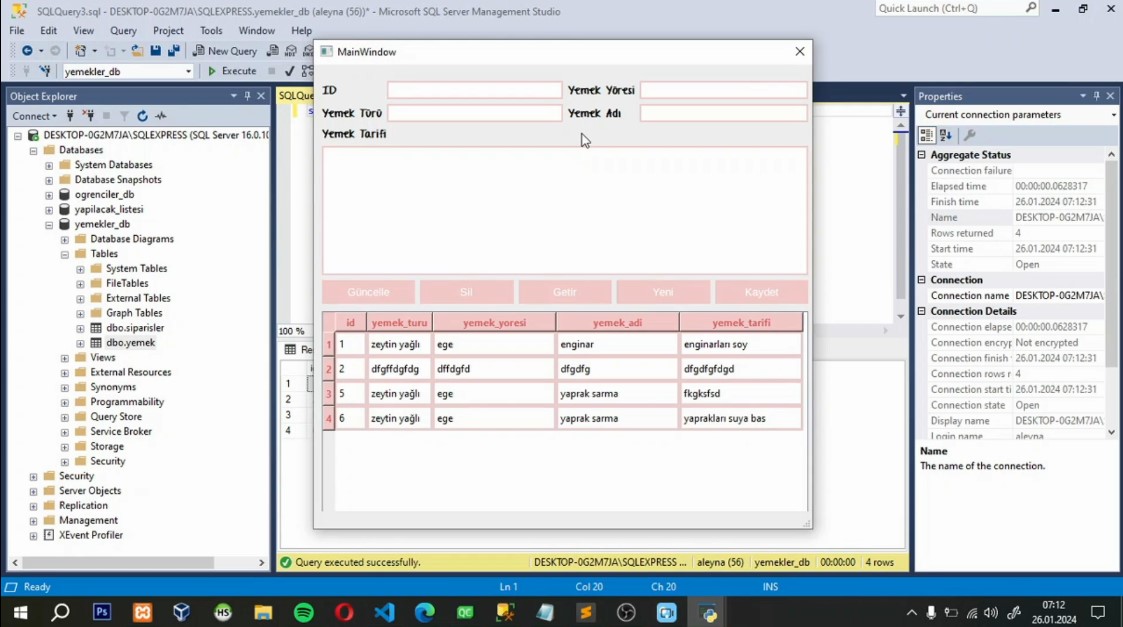 SQLQuery3.sql - DESKTOP-0G2M7JA\SQLEXPRESS.yemekler_db (aleyna (56))* - Microsoft SQL Server Management Studio
Quick Launch (Ctrl+Q)
File Edit View Query Project Tools Window Help
New Query
yemekler_db
Execute
Object Explorer
SQLQue
Connect
DESKTOP-0G2M7JA\SQLEXPRESS (SQL Server 16.0.10
Databases
System Databases
Database Snapshots
ogrenciler_db
yapilacak_listesi
yemekler_db
Database Diagrams
Tables
System Tables
FileTables
External Tables
Graph Tables
dbo.siparisler
dbo.yemek
Views
External Resources
Synonyms
Programmability
Query Store
Service Broker
Storage
Security
Security
Server Objects
Replication
Management
XEvent Profiler
100 %
Re
1
2
3
4
MainWindow
ID
Yemek Yöresi
Yemek Türü
Yemek Adı
Yemek Tarifi
Güncelle Sil Getir Yeni Kaydet
id yemek_turu yemek_yoresi yemek_adi yemek_tarifi
1 1 zeytin yağlı ege enginar enginarları soy
2 2 dfgffdgfdg dffdgfd dfgdfg dfgdfgfdgd
3 5 zeytin yağlı ege yaprak sarma fkgksfsd
4 6 zeytin yağlı ege yaprak sarma yaprakları suya bas
Properties
Current connection parameters
Aggregate Status
Connection failure
Elapsed time 00:00:00.0628317
Finish time 26.01.2024 07:12:31
Name DESKTOP-0G2M7JA\
Rows returned 4
Start time 26.01.2024 07:12:31
State Open
Connection
Connection name DESKTOP-0G2M7JA\
Connection Details
Connection elapse 00:00:00.0628317
Connection encryp Not encrypted
Connection finish 26.01.2024 07:12:31
Connection rows r 4
Connection start ti 26.01.2024 07:12:31
Connection state Open
Display name DESKTOP-0G2M7JA\
Login name aleyna
Name
The name of the connection.
Query executed successfully.
DESKTOP-0G2M7JA\SQLEXPRESS ... aleyna (56) yemekler_db 00:00:00 4 rows
Ready
Ln 1
Col 20
Ch 20
INS
Ps
HS
QC
07:12
26.01.2024